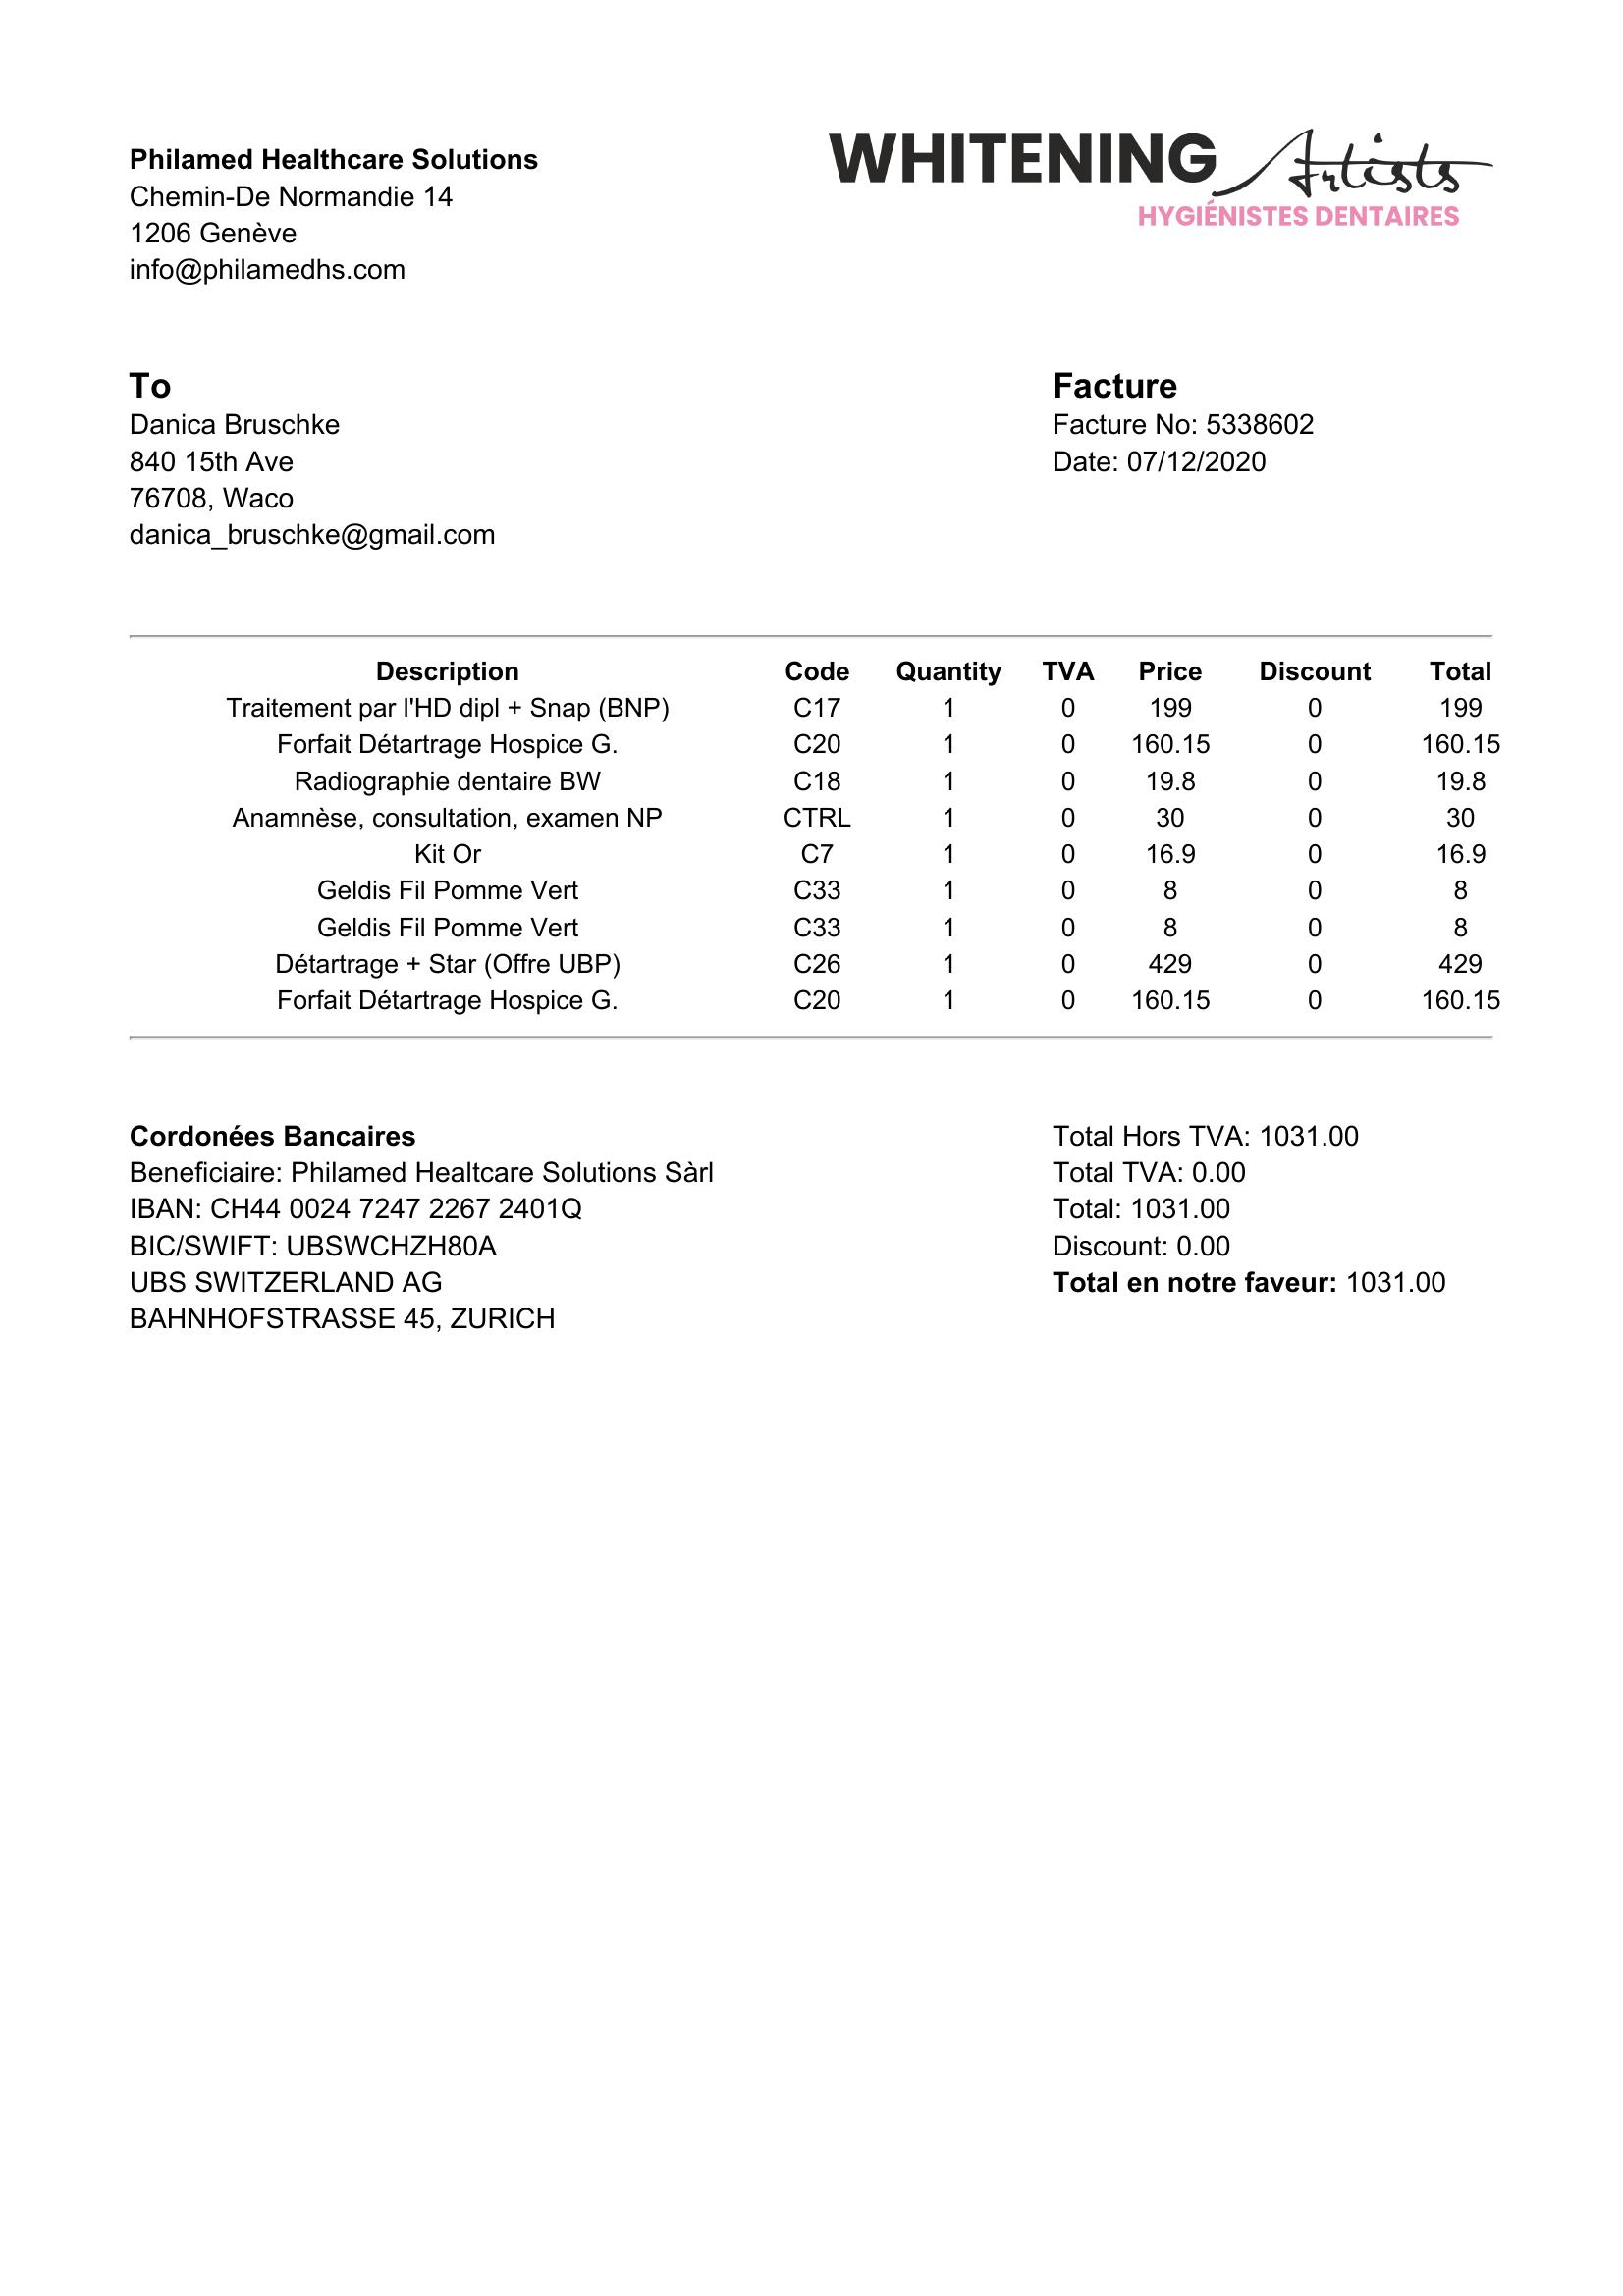 Philamed Healthcare Solutions
Chemin-De Normandie 14
1206 Genève
info@philamedhs.com
WHITENING Artists
HYGIÉNISTES DENTAIRES
To
Danica Bruschke
840 15th Ave
76708, Waco
danica_bruschke@gmail.com
Facture
Facture No: 5338602
Date: 07/12/2020
Description Code Quantity TVA Price Discount Total
Traitement par l'HD dipl + Snap (BNP) C17 1 0 199 0 199
Forfait Détartrage Hospice G. C20 1 0 160.15 0 160.15
Radiographie dentaire BW C18 1 0 19.8 0 19.8
Anamnèse, consultation, examen NP CTRL 1 0 30 0 30
Kit Or C7 1 0 16.9 0 16.9
Geldis Fil Pomme Vert C33 1 0 8 0 8
Geldis Fil Pomme Vert C33 1 0 8 0 8
Détartrage + Star (Offre UBP) C26 1 0 429 0 429
Forfait Détartrage Hospice G. C20 1 0 160.15 0 160.15
Cordonées Bancaires
Beneficiaire: Philamed Healtcare Solutions Sàrl
IBAN: CH44 0024 7247 2267 2401Q
BIC/SWIFT: UBSWCHZH80A
UBS SWITZERLAND AG
BAHNHOFSTRASSE 45, ZURICH
Total Hors TVA: 1031.00
Total TVA: 0.00
Total: 1031.00
Discount: 0.00
Total en notre faveur: 1031.00